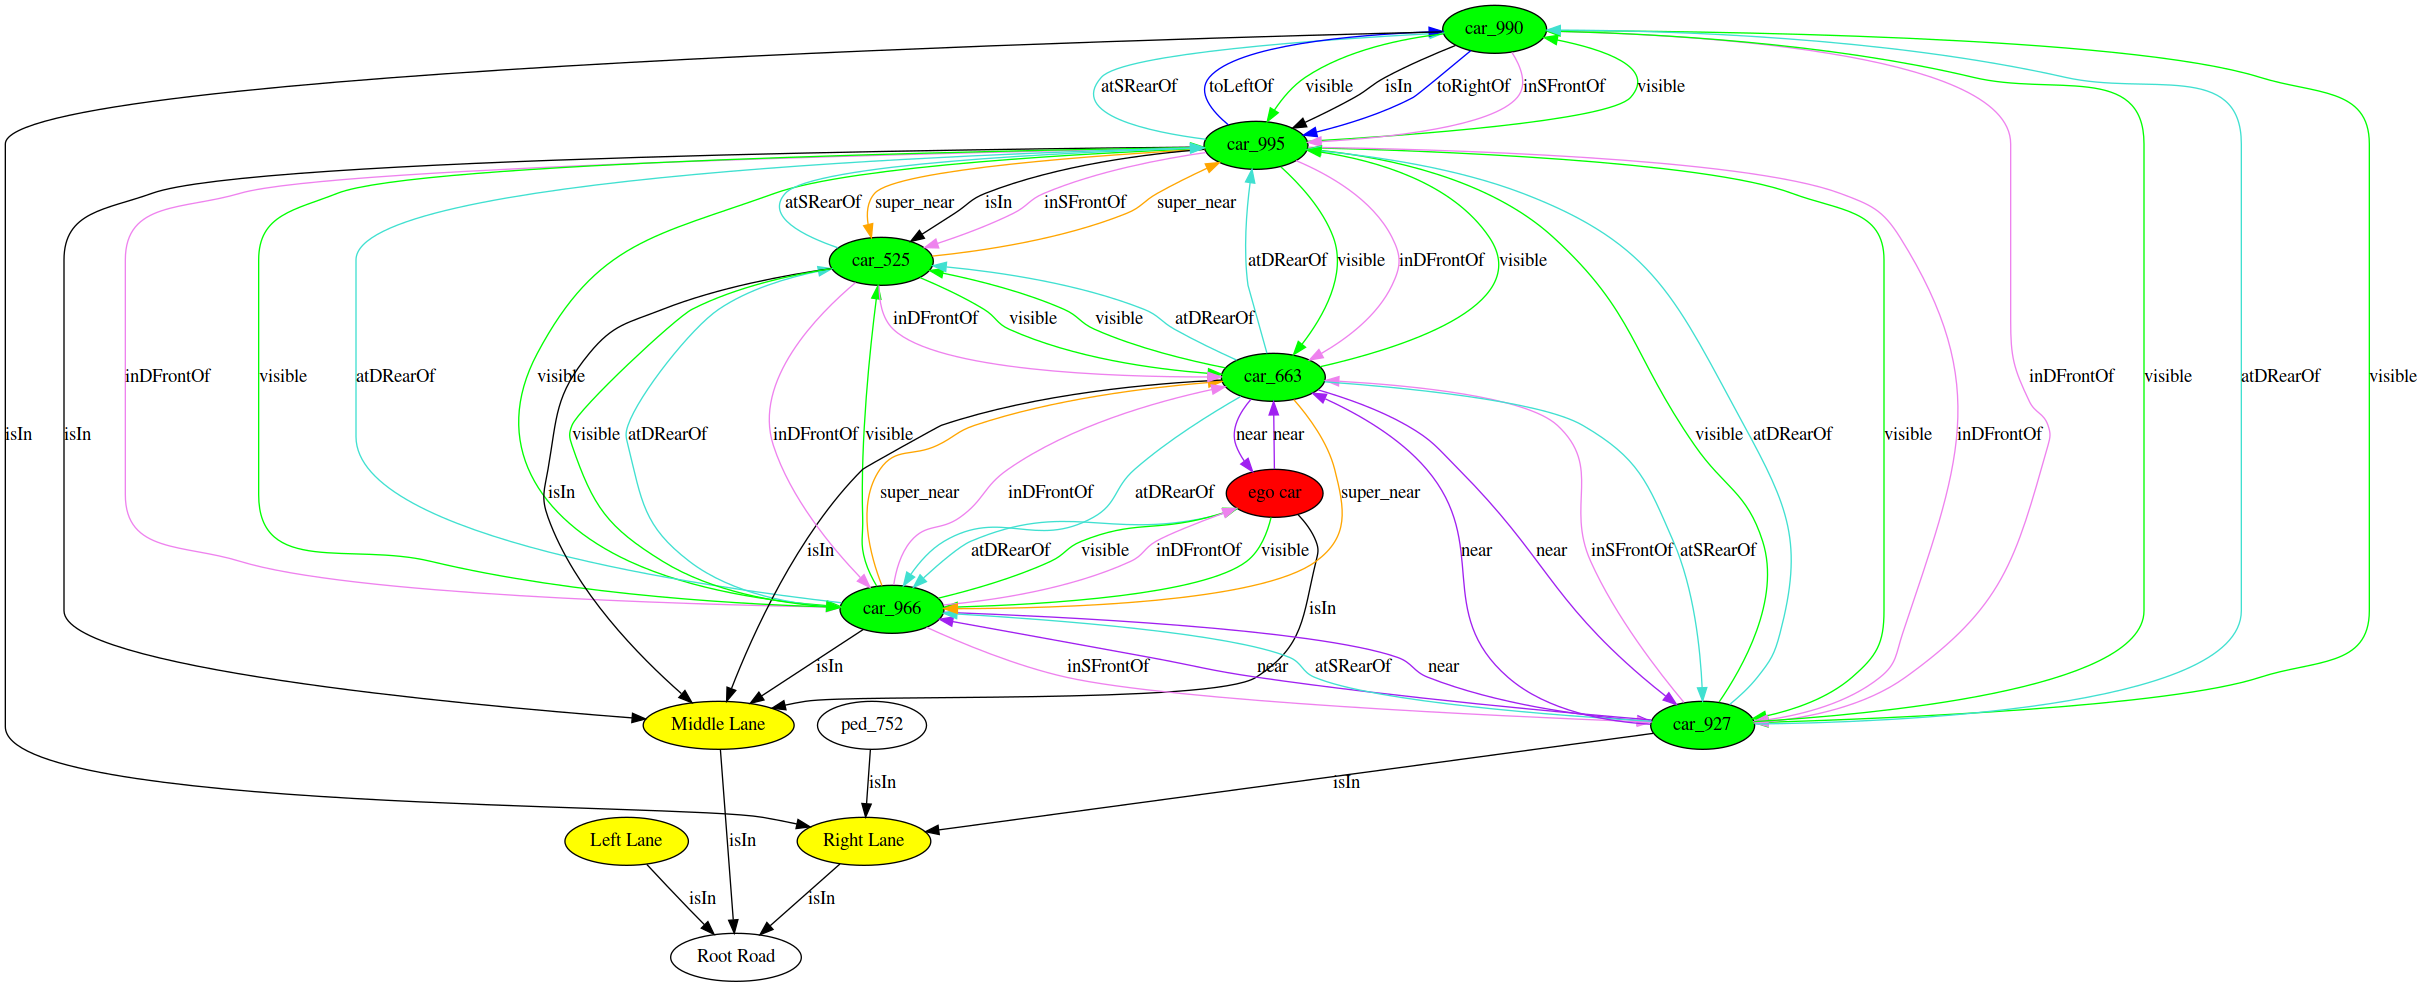 car_990
atSRearOf toLeftOf visible isIn toRightOf inSFrontOf visible
car_995
atSRearOf super_near isIn inSFrontOf super_near
car_525 atDRearOf visible inDFrontOf visible
inDFrontOf visible visible atDRearOf
inDFrontOf visible atDRearOf visible car_663 inDFrontOf visible atDRearOf visible
isIn isIn visible atDRearOf inDFrontOf visible near near visible atDRearOf visible inDFrontOf
isIn super_near inDFrontOf atDRearOf ego car super_near
isIn atDRearOf visible inDFrontOf visible near near inSFrontOf atSRearOf
car_966 isIn
isIn inSFrontOf near atSRearOf near
Middle Lane ped_752 car_927
isIn isIn
Left Lane isIn Right Lane
isIn isIn
Root Road